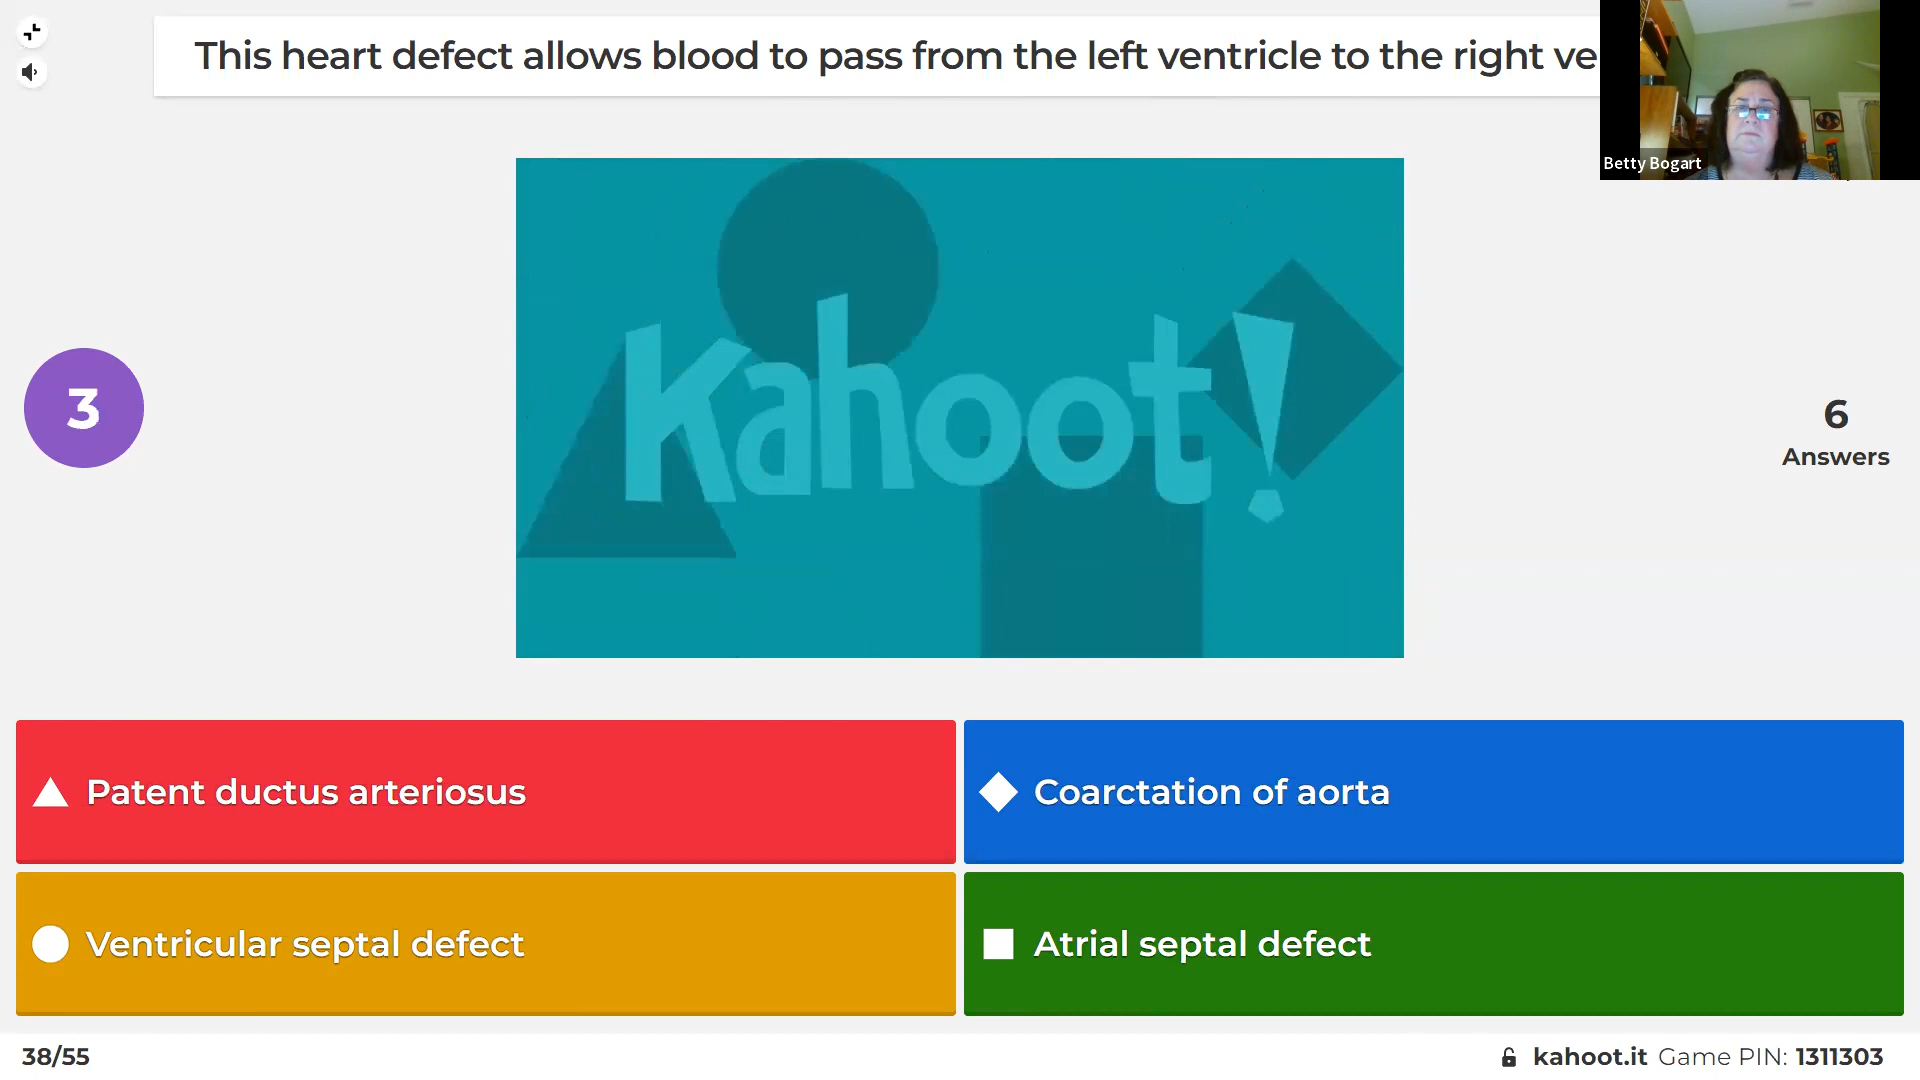 This heart defect allows blood to pass from the left ventricle to the right ve
Betty Bogart
Kahoot!
3
6
Answers
Patent ductus arteriosus
Coarctation of aorta
Ventricular septal defect
Atrial septal defect
38/55
kahoot.it Game PIN: 1311303